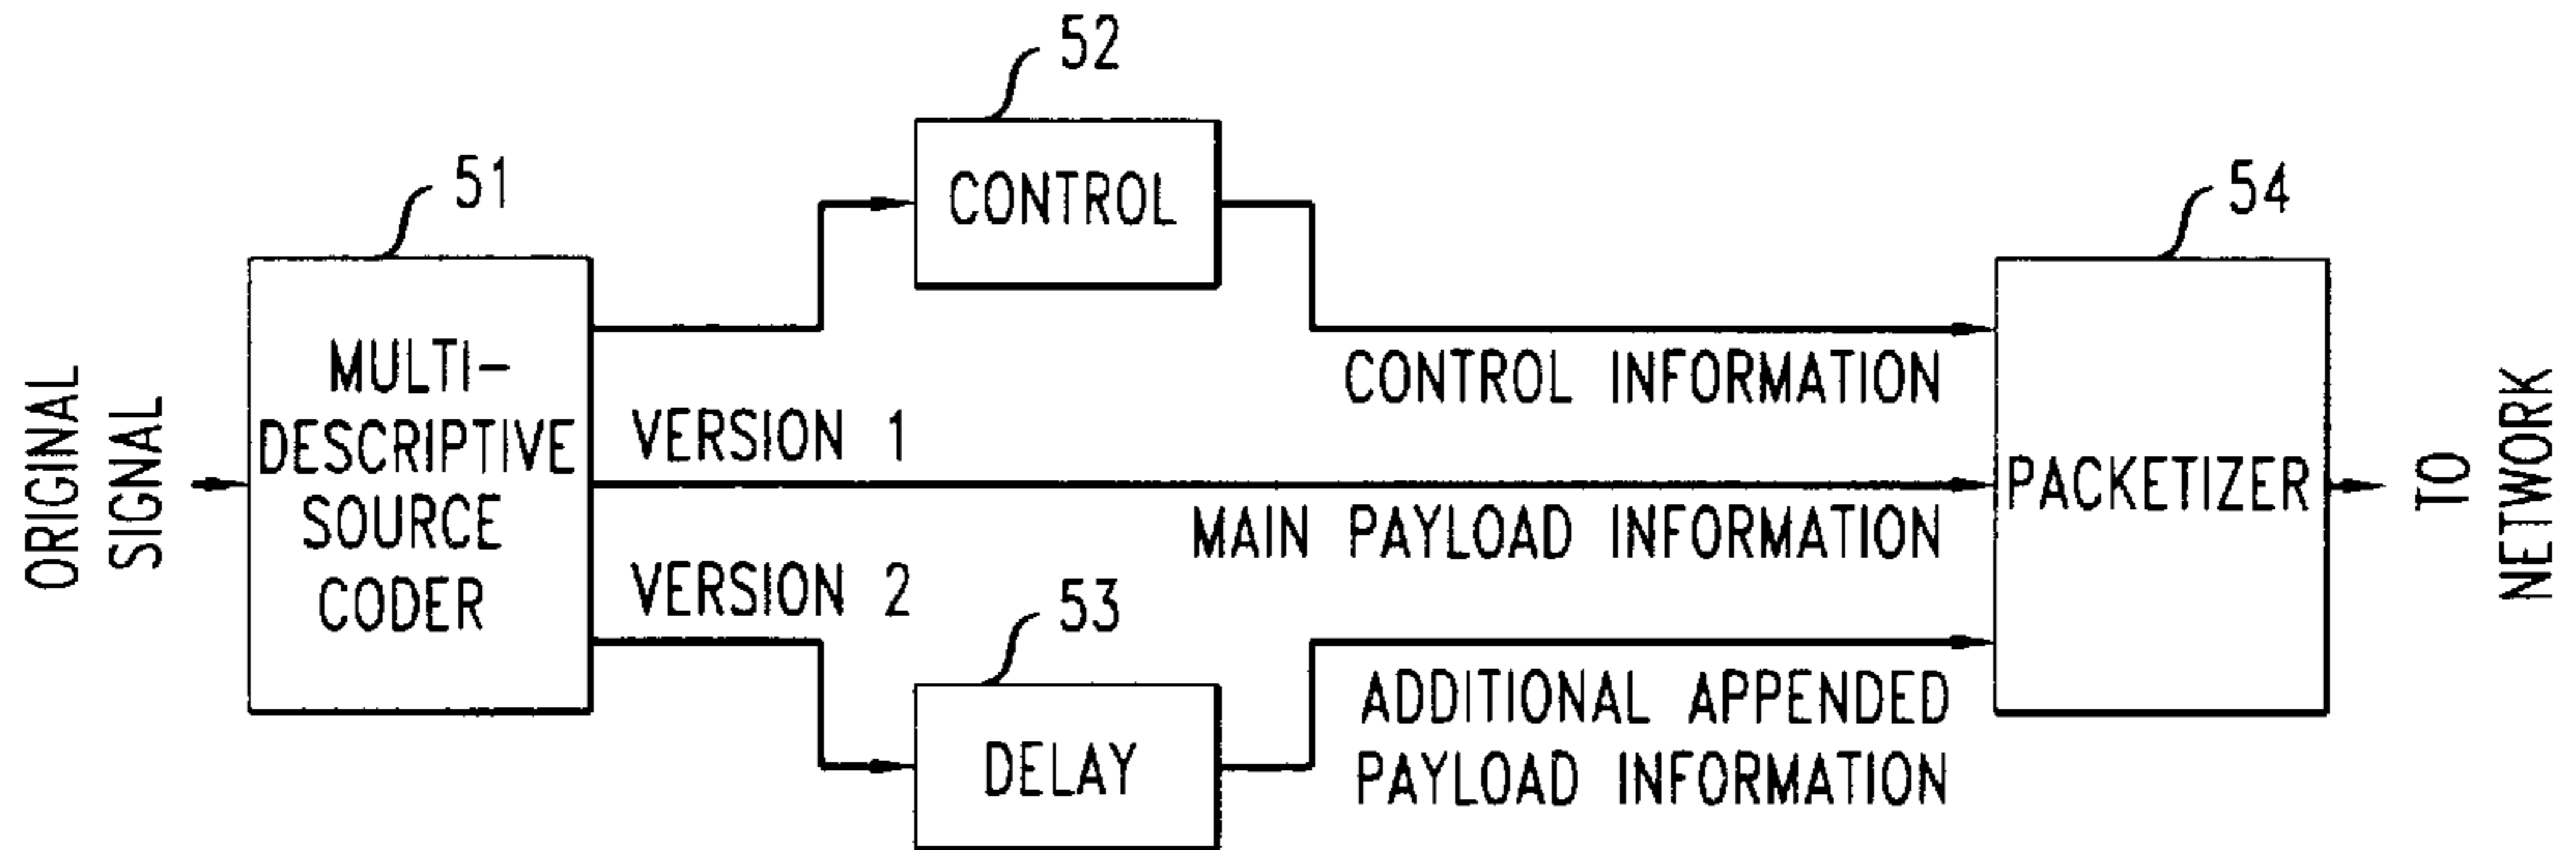 ORIGINAL
SIGNAL
51
MULTI-
DESCRIPTIVE
SOURCE
CODER
VERSION 1
VERSION 2
52
CONTROL
53
DELAY
CONTROL INFORMATION
MAIN PAYLOAD INFORMATION
ADDITIONAL APPENDED
PAYLOAD INFORMATION
54
PACKETIZER
TO
NETWORK